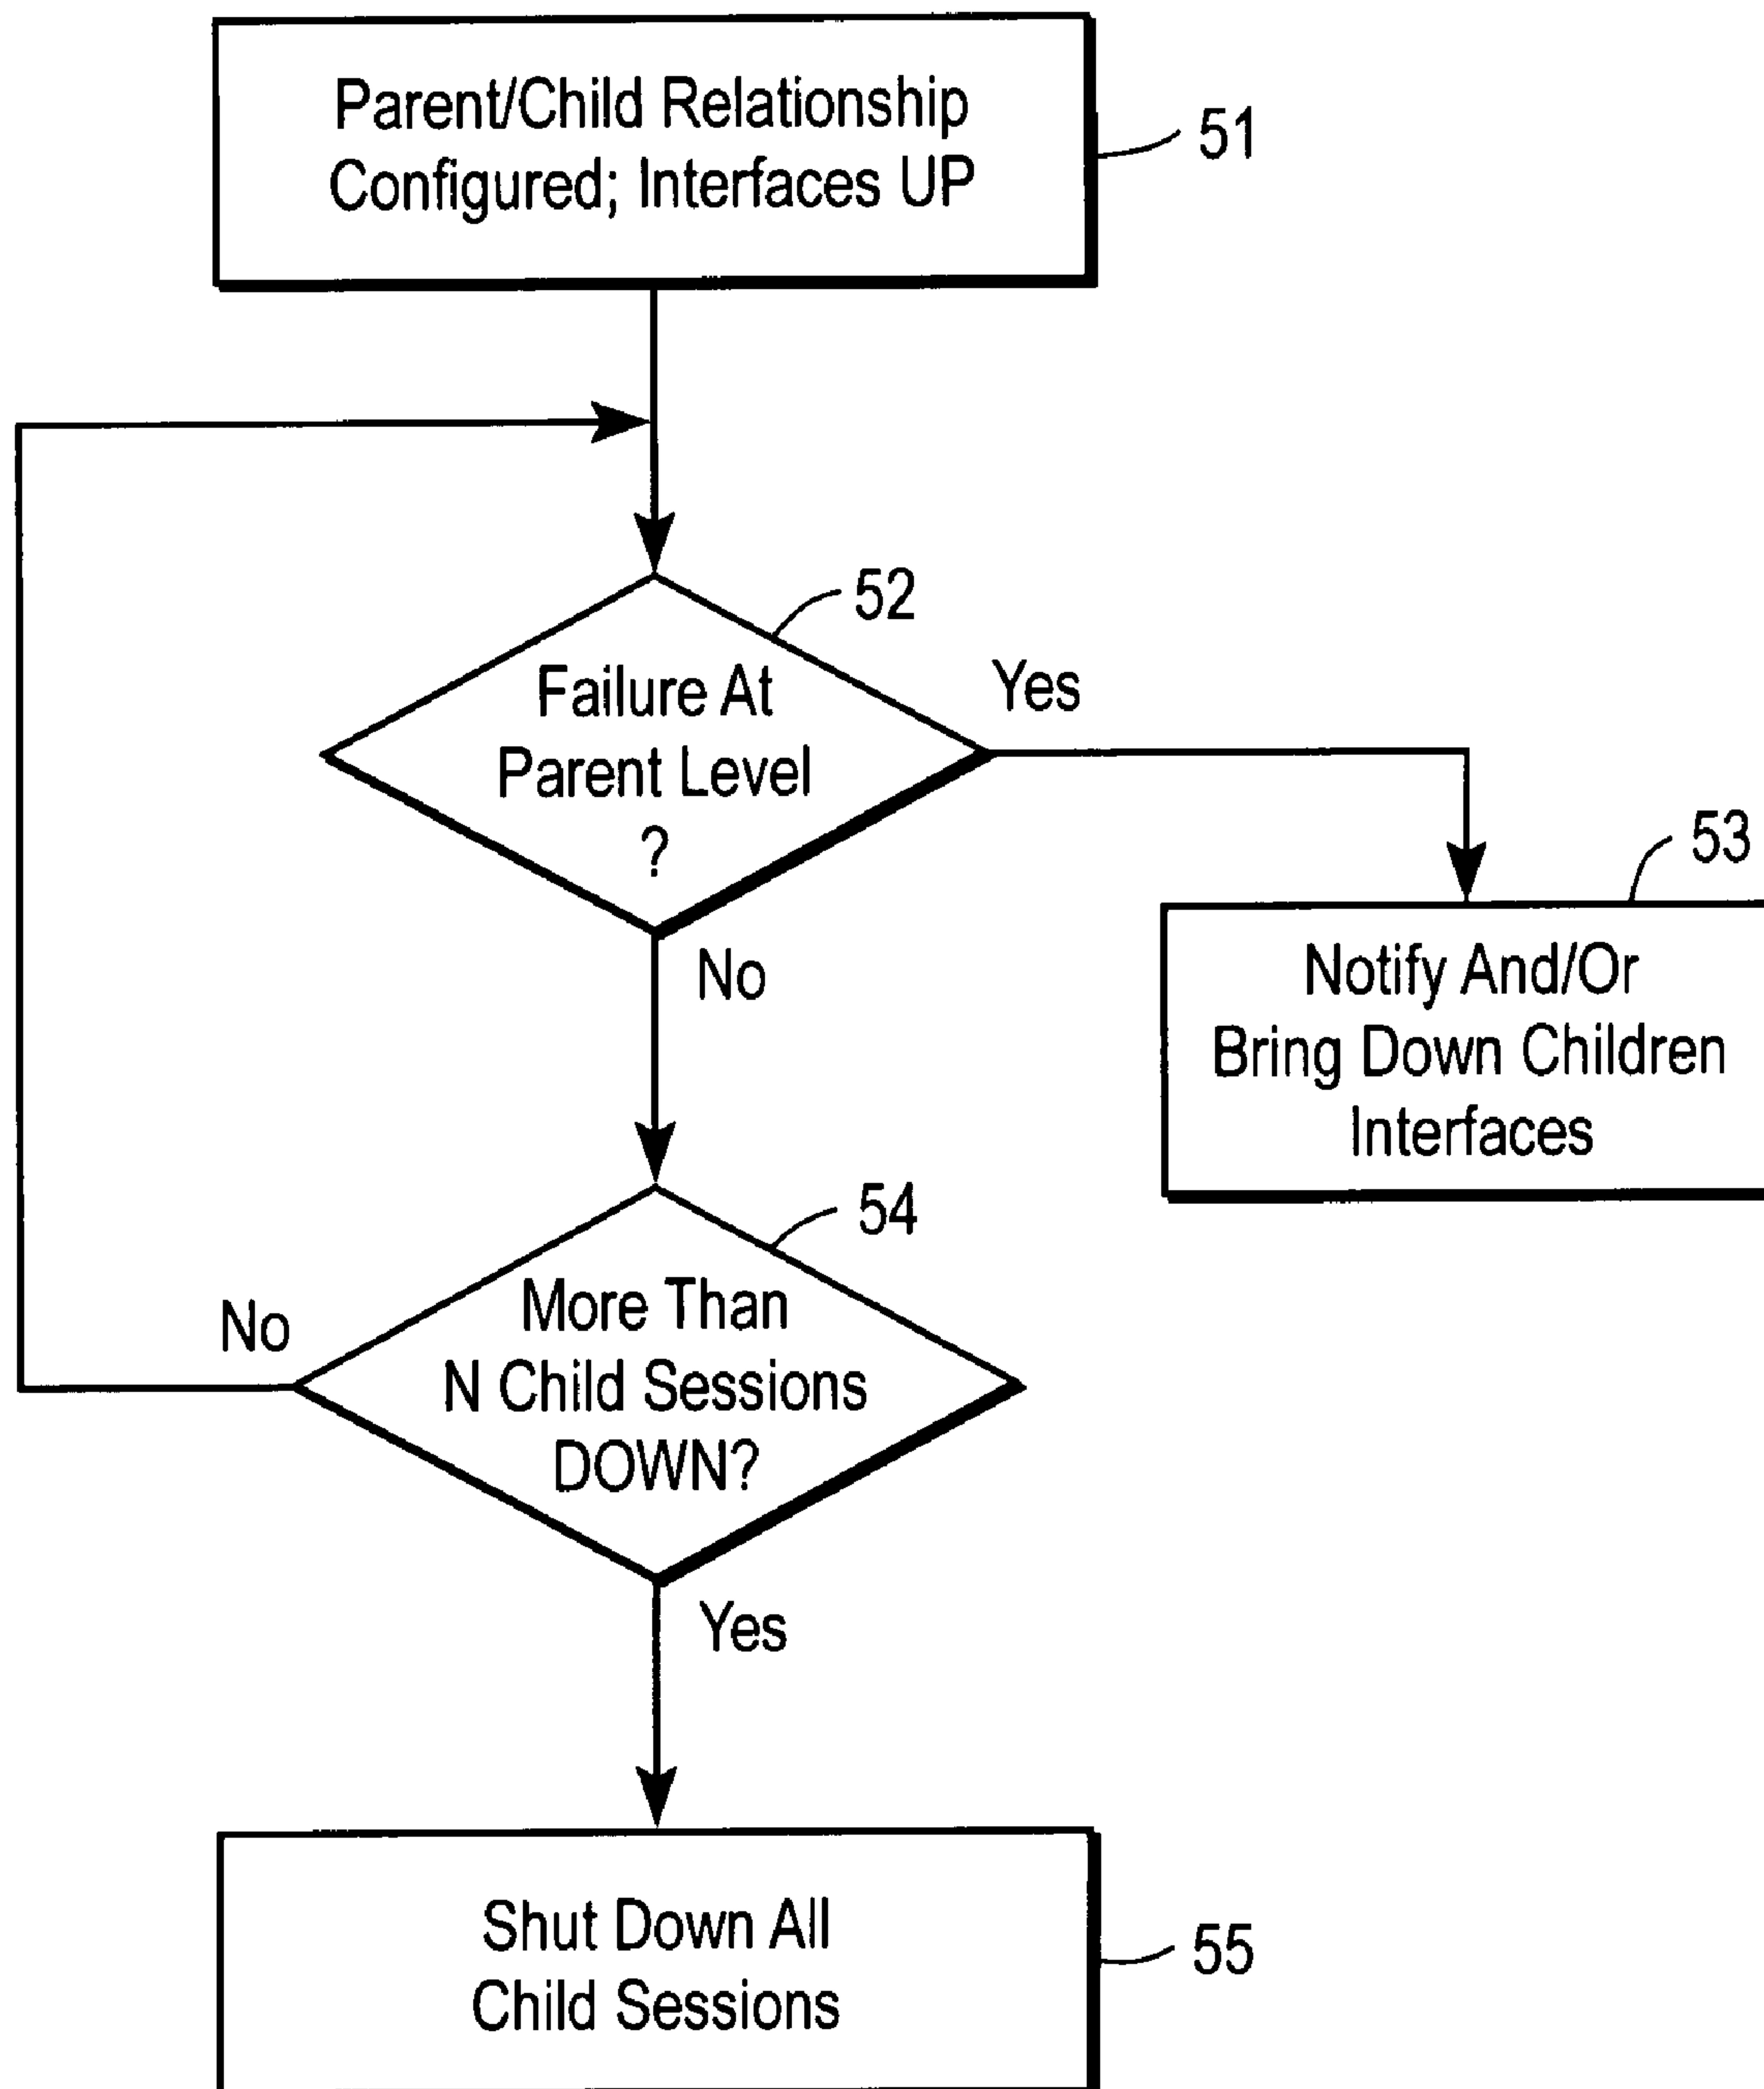 Parent/Child Relationship
Configured; Interfaces UP
51
52
Failure At
Parent Level
?
Yes
No
53
Notify And/Or
Bring Down Children
Interfaces
54
More Than
N Child Sessions
DOWN?
No
Yes
Shut Down All
Child Sessions
55